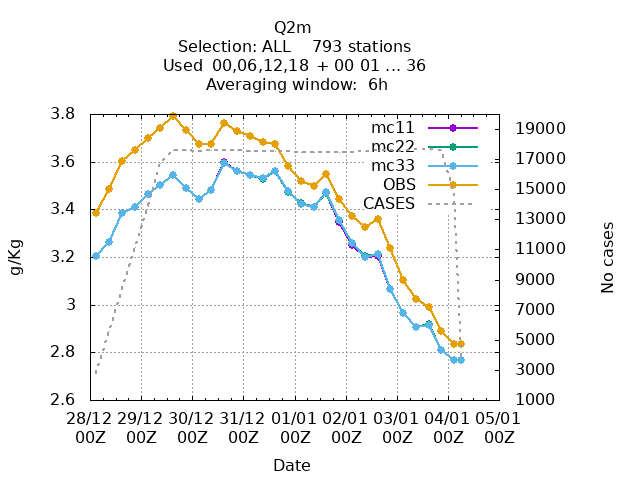 Q2m
Selection: ALL    793 stations
Used  00,06,12,18  + 00 01 ... 36
Averaging window:  6h
3.8
3.6
3.4
3.2
3
2.8
2.6
g/Kg
19000
17000
15000
13000
11000
9000
7000
5000
3000
1000
No cases
mc11
mc22
mc33
OBS
CASES
28/12 29/12 30/12 31/12 01/01 02/01 03/01 04/01 05/01
00Z 00Z 00Z 00Z 00Z 00Z 00Z 00Z 00Z
Date